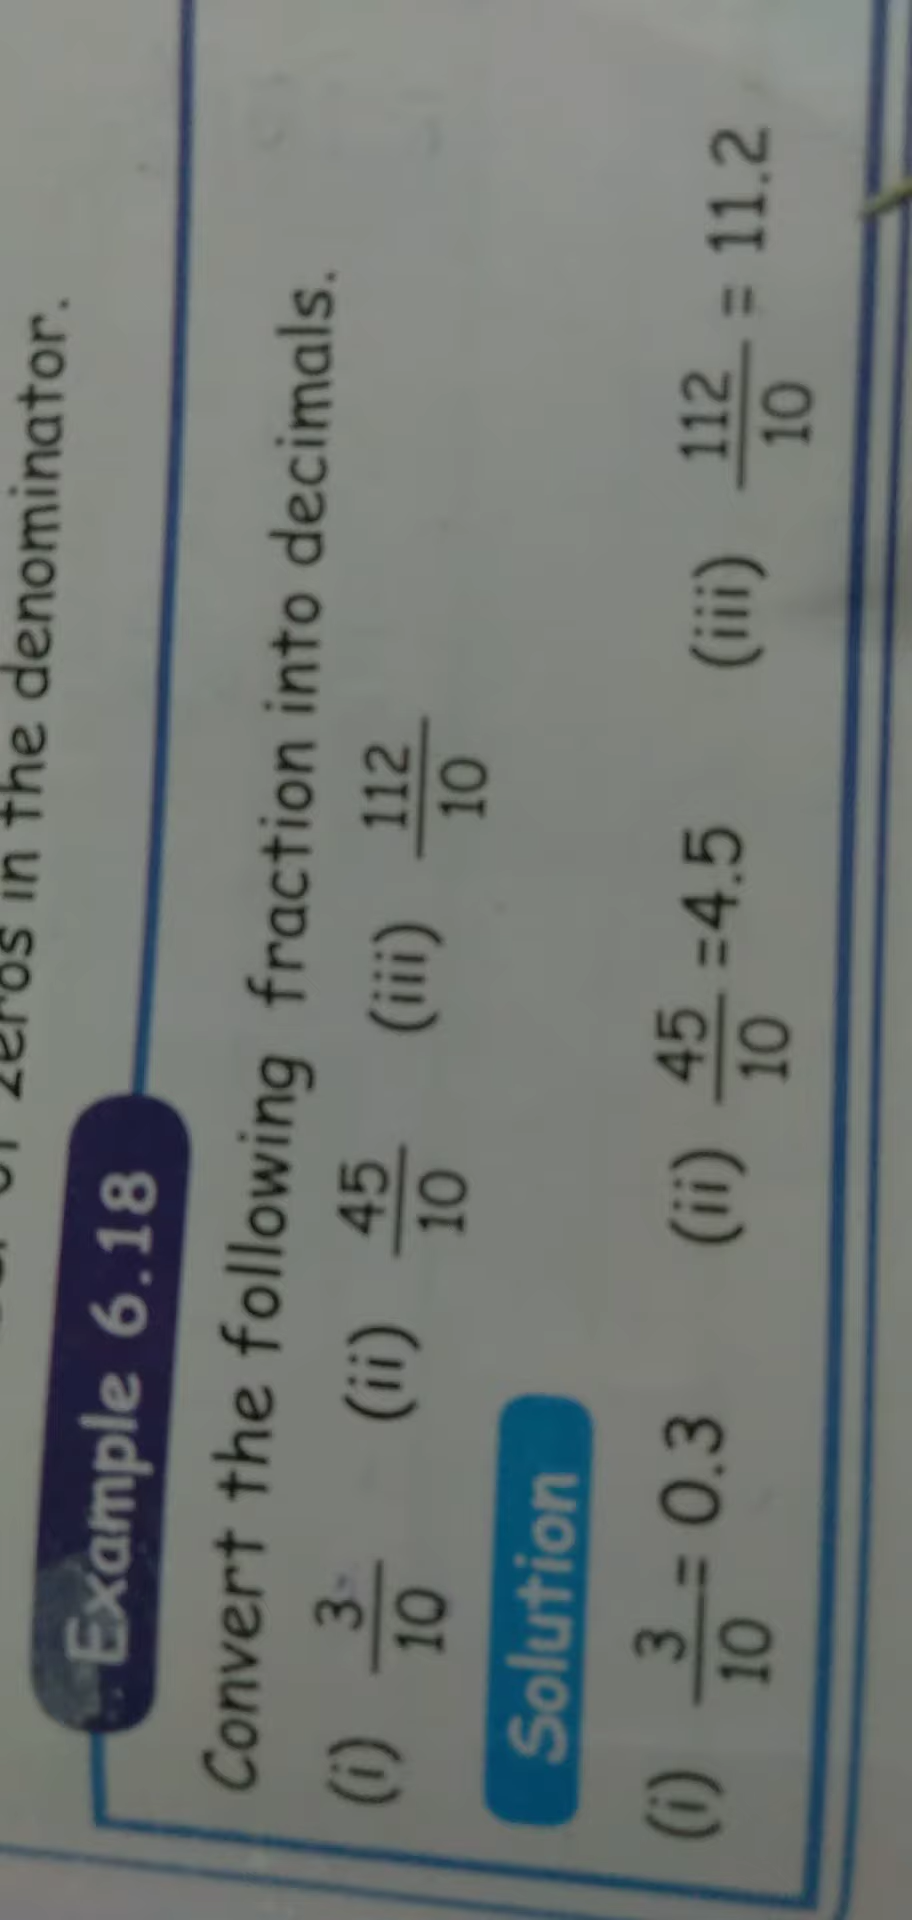 zeros in the denominator.
Example 6.18
Convert the following fraction into decimals.
(i) 3/10 (ii) 45/10 (iii) 112/10
Solution
(i) 3/10 = 0.3 (ii) 45/10 =4.5 (iii) 112/10 = 11.2